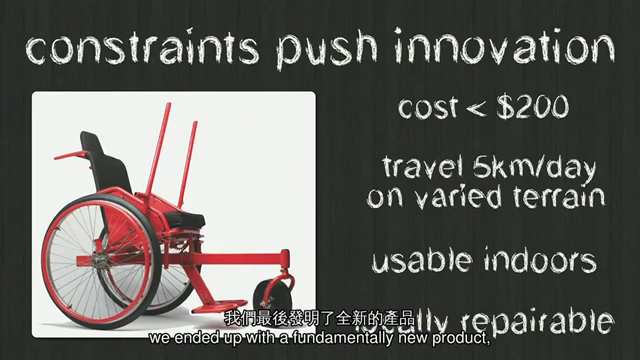 constraints push innovation
cost < $200
travel 5km/day
on varied terrain
usable indoors
locally repairable
我們最後發明了全新的產品
we ended up with a fundamentally new product,